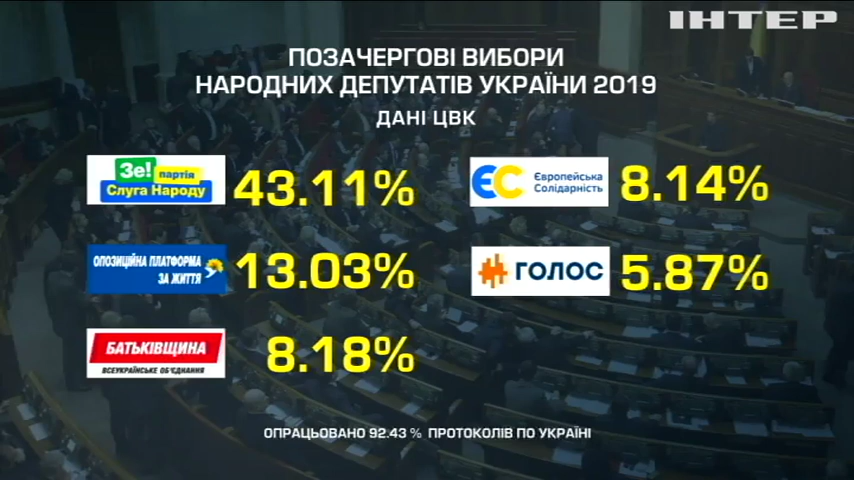 ІНТЕР
ПОЗАЧЕРГОВІ ВИБОРИ
НАРОДНИХ ДЕПУТАТІВ УКРАЇНИ 2019
ДАНІ ЦВК
Зе! партія
Слуга Народу
43.11%
ОПОЗИЦІЙНА ПЛАТФОРМА
ЗА ЖИТТЯ
13.03%
БАТЬКІВЩИНА
ВСЕУКРАЇНСЬКЕ ОБ'ЄДНАННЯ
8.18%
ЄС
Європейська
Солідарність
8.14%
ГОЛОС
5.87%
ОПРАЦЬОВАНО 92.43 % ПРОТОКОЛІВ ПО УКРАЇНІ